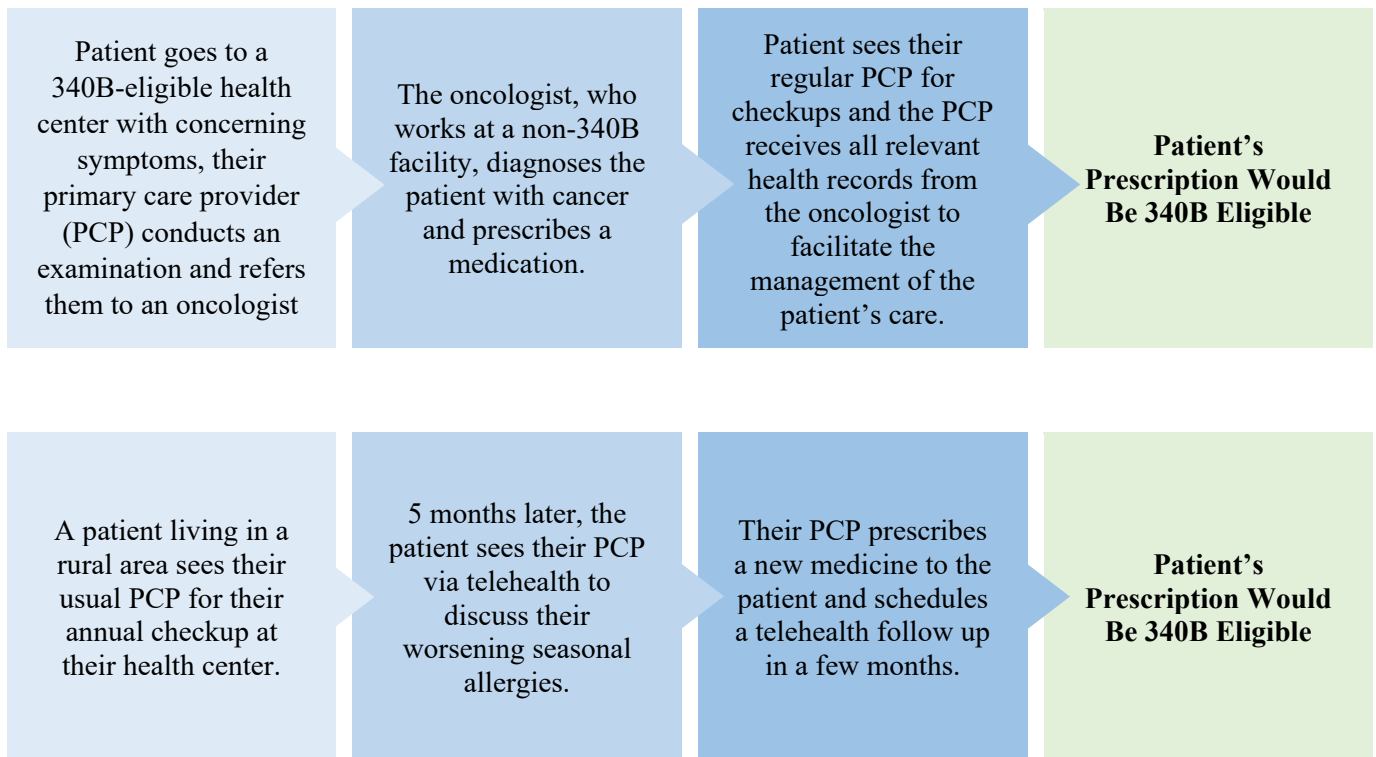 Patient goes to a
340B-eligible health
center with concerning
symptoms, their
primary care provider
(PCP) conducts an
examination and refers
them to an oncologist
The oncologist, who
works at a non-340B
facility, diagnoses the
patient with cancer
and prescribes a
medication.
Patient sees their
regular PCP for
checkups and the PCP
receives all relevant
health records from
the oncologist to
facilitate the
management of the
patient’s care.
Patient’s
Prescription Would
Be 340B Eligible
A patient living in a
rural area sees their
usual PCP for their
annual checkup at
their health center.
5 months later, the
patient sees their PCP
via telehealth to
discuss their
worsening seasonal
allergies.
Their PCP prescribes
a new medicine to the
patient and schedules
a telehealth follow up
in a few months.
Patient’s
Prescription Would
Be 340B Eligible